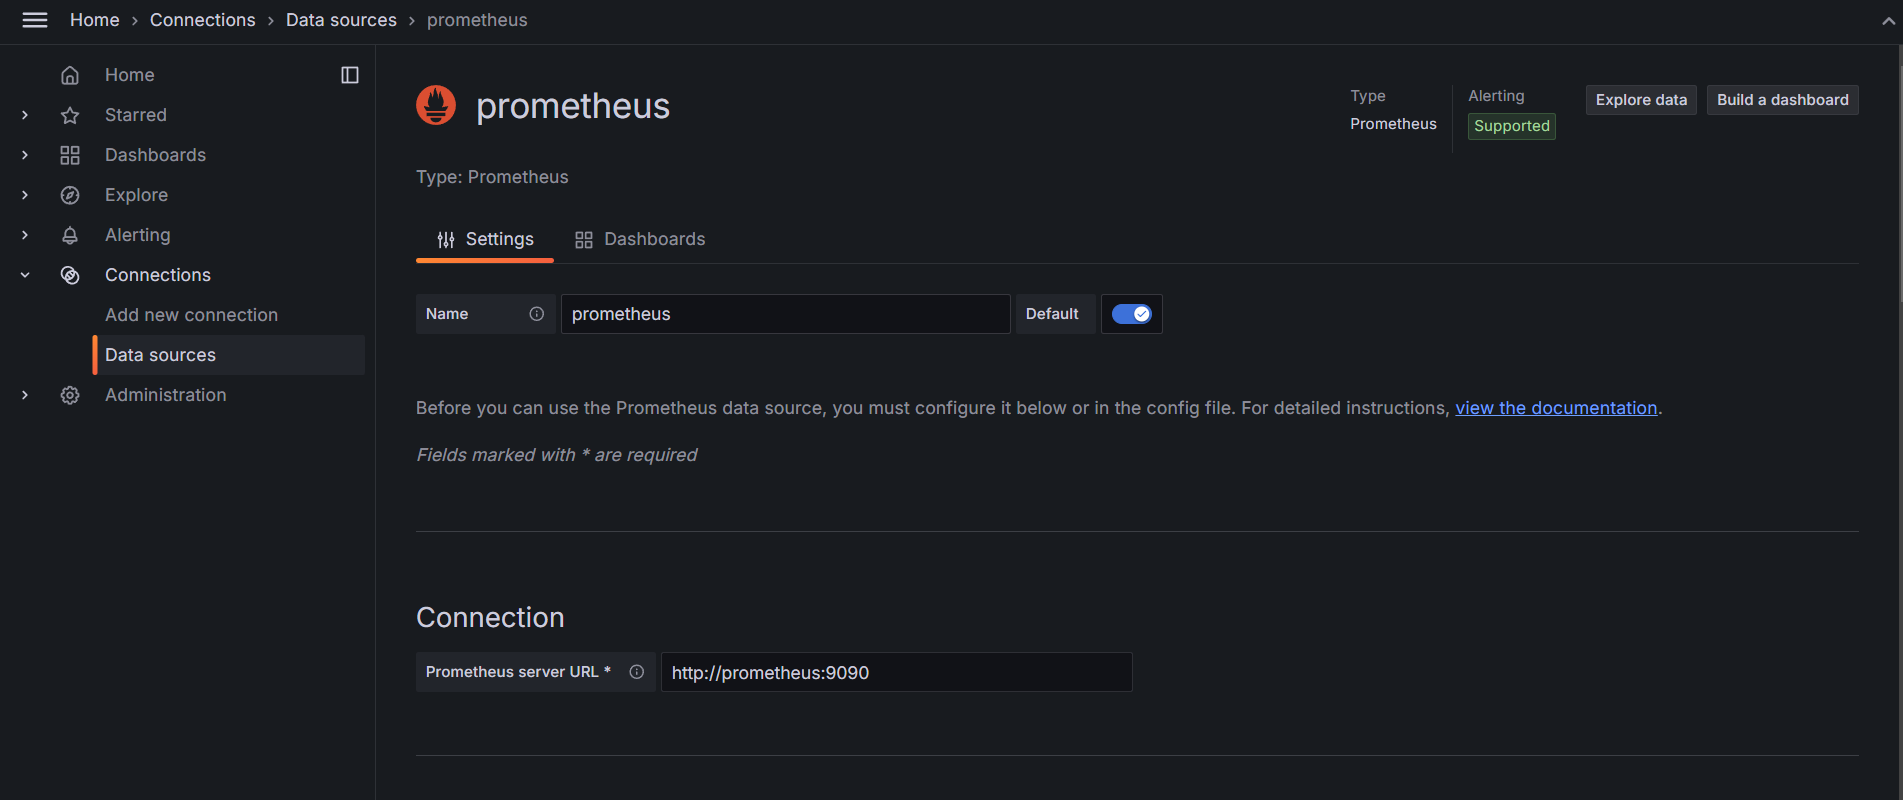 Home › Connections › Data sources › prometheus
Home
Starred
Dashboards
Explore
Alerting
Connections
Add new connection
Data sources
Administration
prometheus
Type
Prometheus
Alerting
Supported
Explore data
Build a dashboard
Type: Prometheus
Settings
Dashboards
Name
prometheus
Default
Before you can use the Prometheus data source, you must configure it below or in the config file. For detailed instructions, view the documentation.
Fields marked with * are required
Connection
Prometheus server URL *
http://prometheus:9090